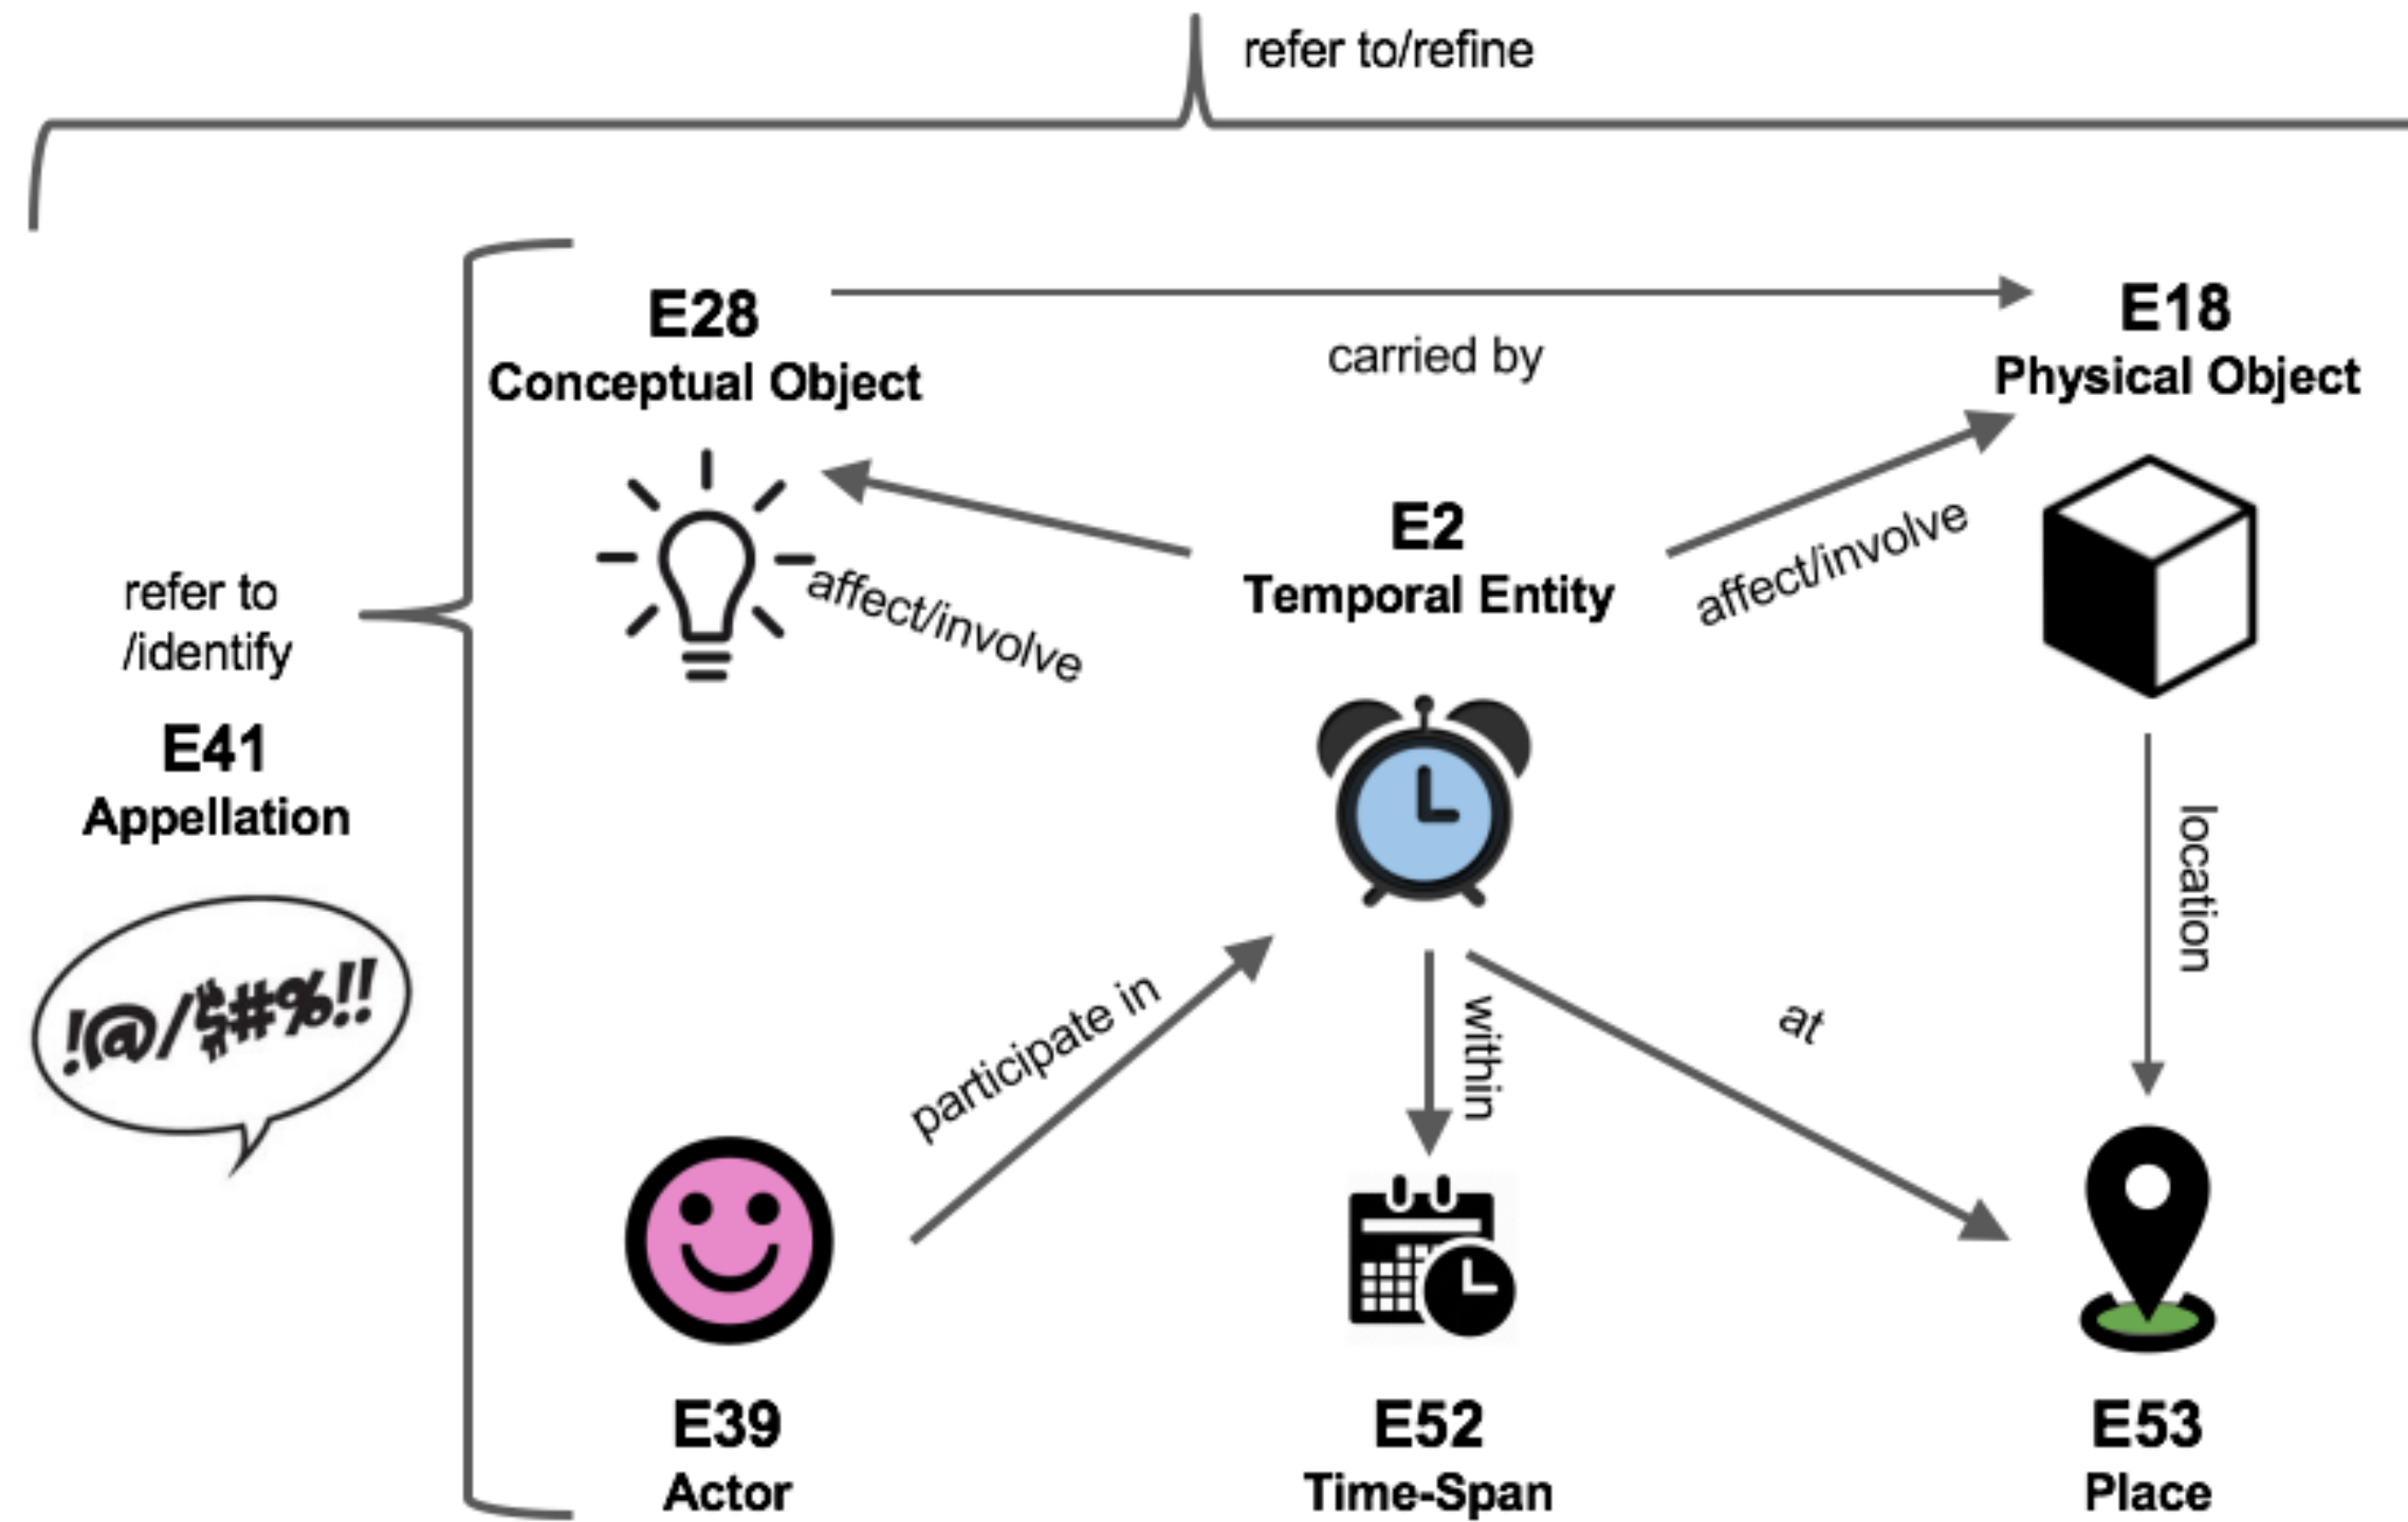 refer to/refine
E28
Conceptual Object
carried by
E18
Physical Object
affect/involve
E2
Temporal Entity
affect/involve
refer to
/identify
E41
Appellation
!@/$#%!!
location
participate in
within
at
E39
Actor
E52
Time-Span
E53
Place